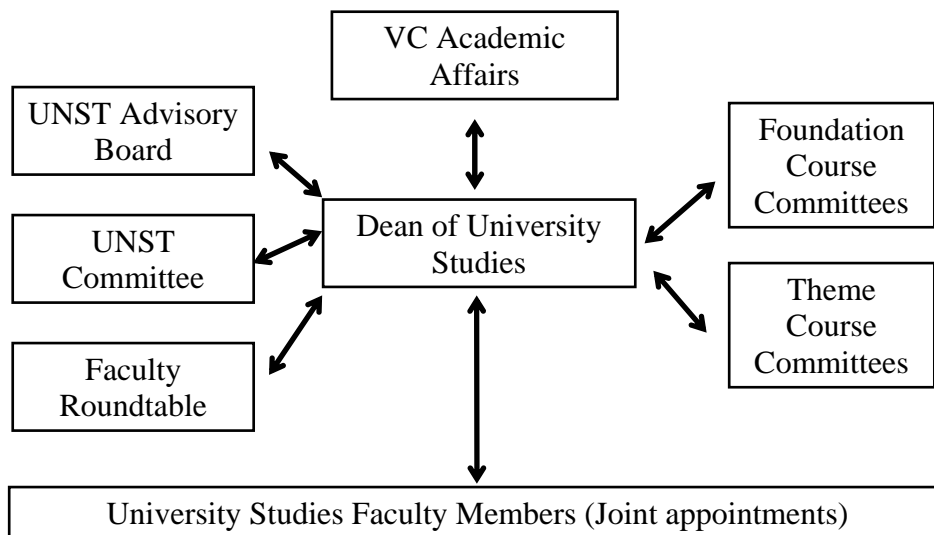 VC Academic
Affairs
UNST Advisory
Board
Foundation
Course
Committees
Dean of University
Studies
UNST
Committee
Theme
Course
Committees
Faculty
Roundtable
University Studies Faculty Members (Joint appointments)